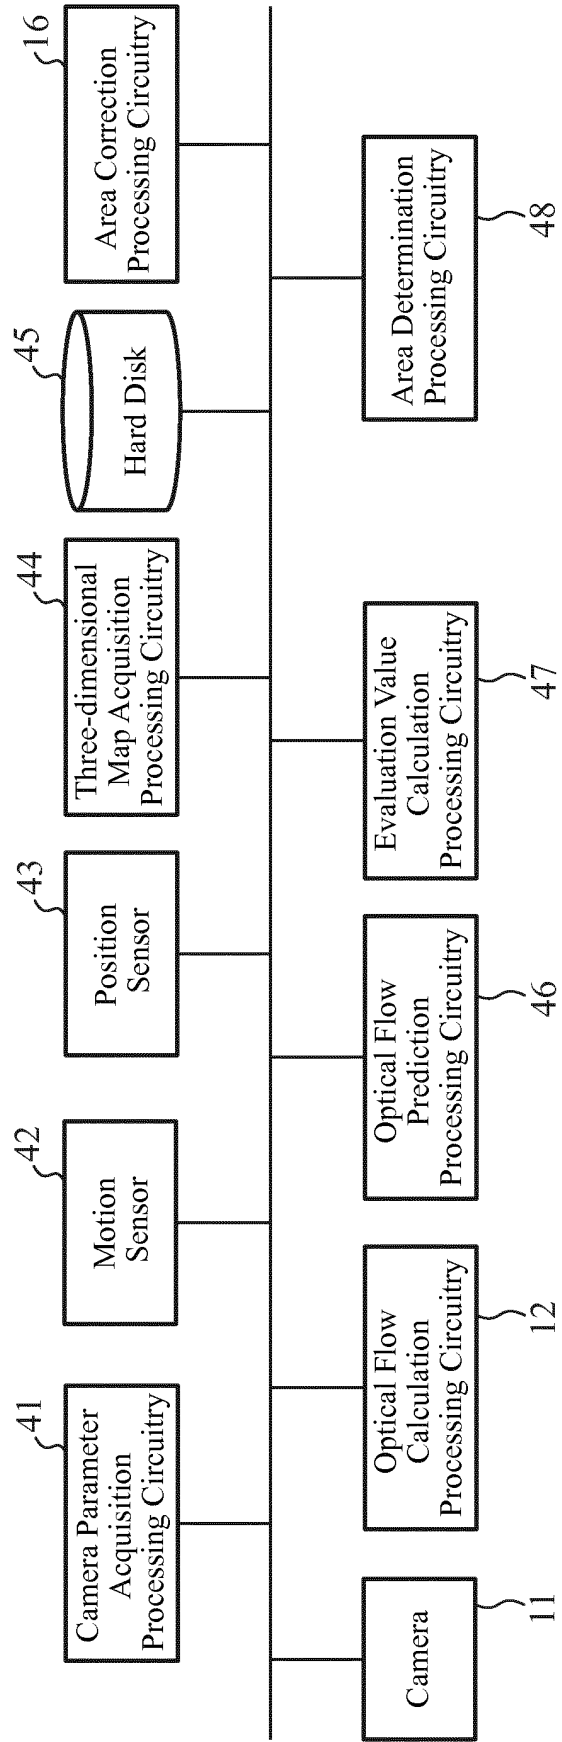 41
Camera Parameter
Acquisition
Processing Circuitry
42
Motion
Sensor
43
Position
Sensor
44
Three-dimensional
Map Acquisition
Processing Circuitry
45
Hard Disk
16
Area Correction
Processing Circuitry
Camera
11
Optical Flow
Calculation
Processing Circuitry
12
Optical Flow
Prediction
Processing Circuitry
46
Evaluation Value
Calculation
Processing Circuitry
47
Area Determination
Processing Circuitry
48